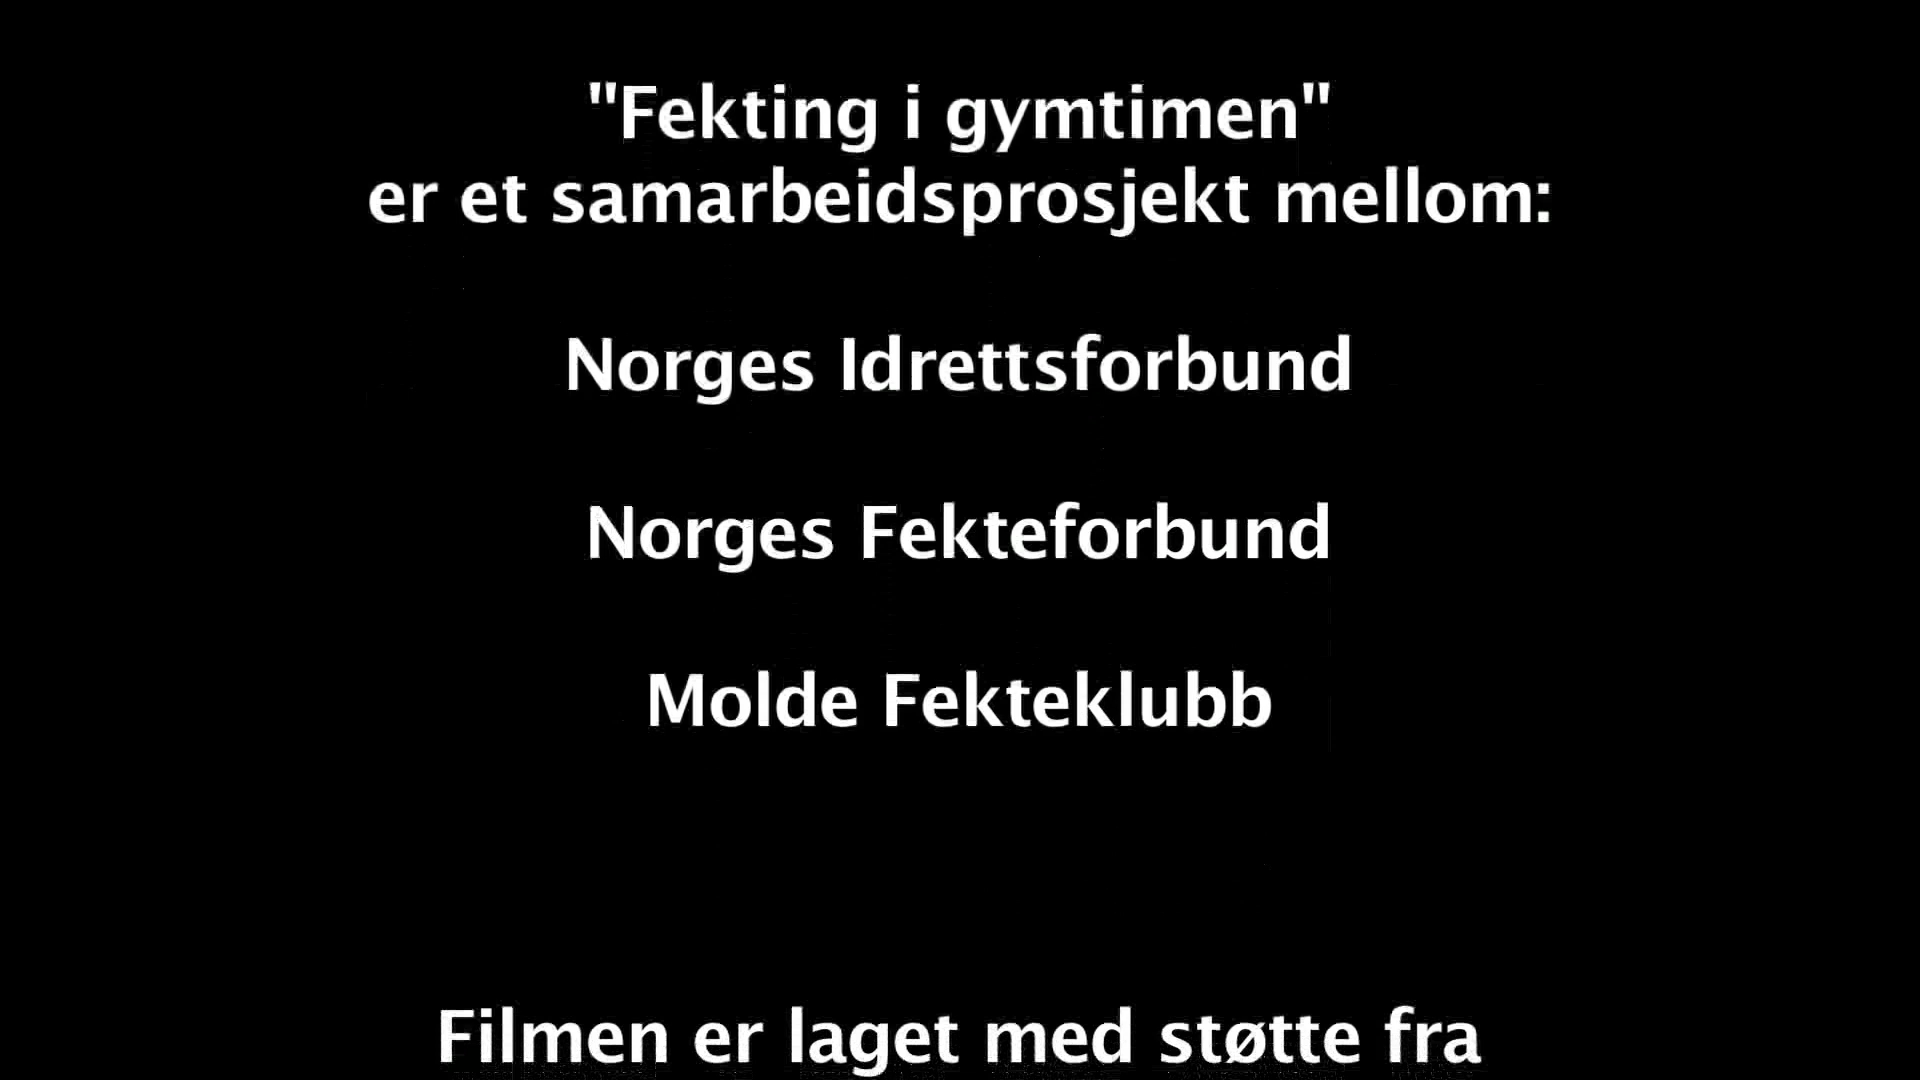 "Fekting i gymtimen"
er et samarbeidsprosjekt mellom:
Norges Idrettsforbund
Norges Fekteforbund
Molde Fekteklubb
Filmen er laget med støtte fra